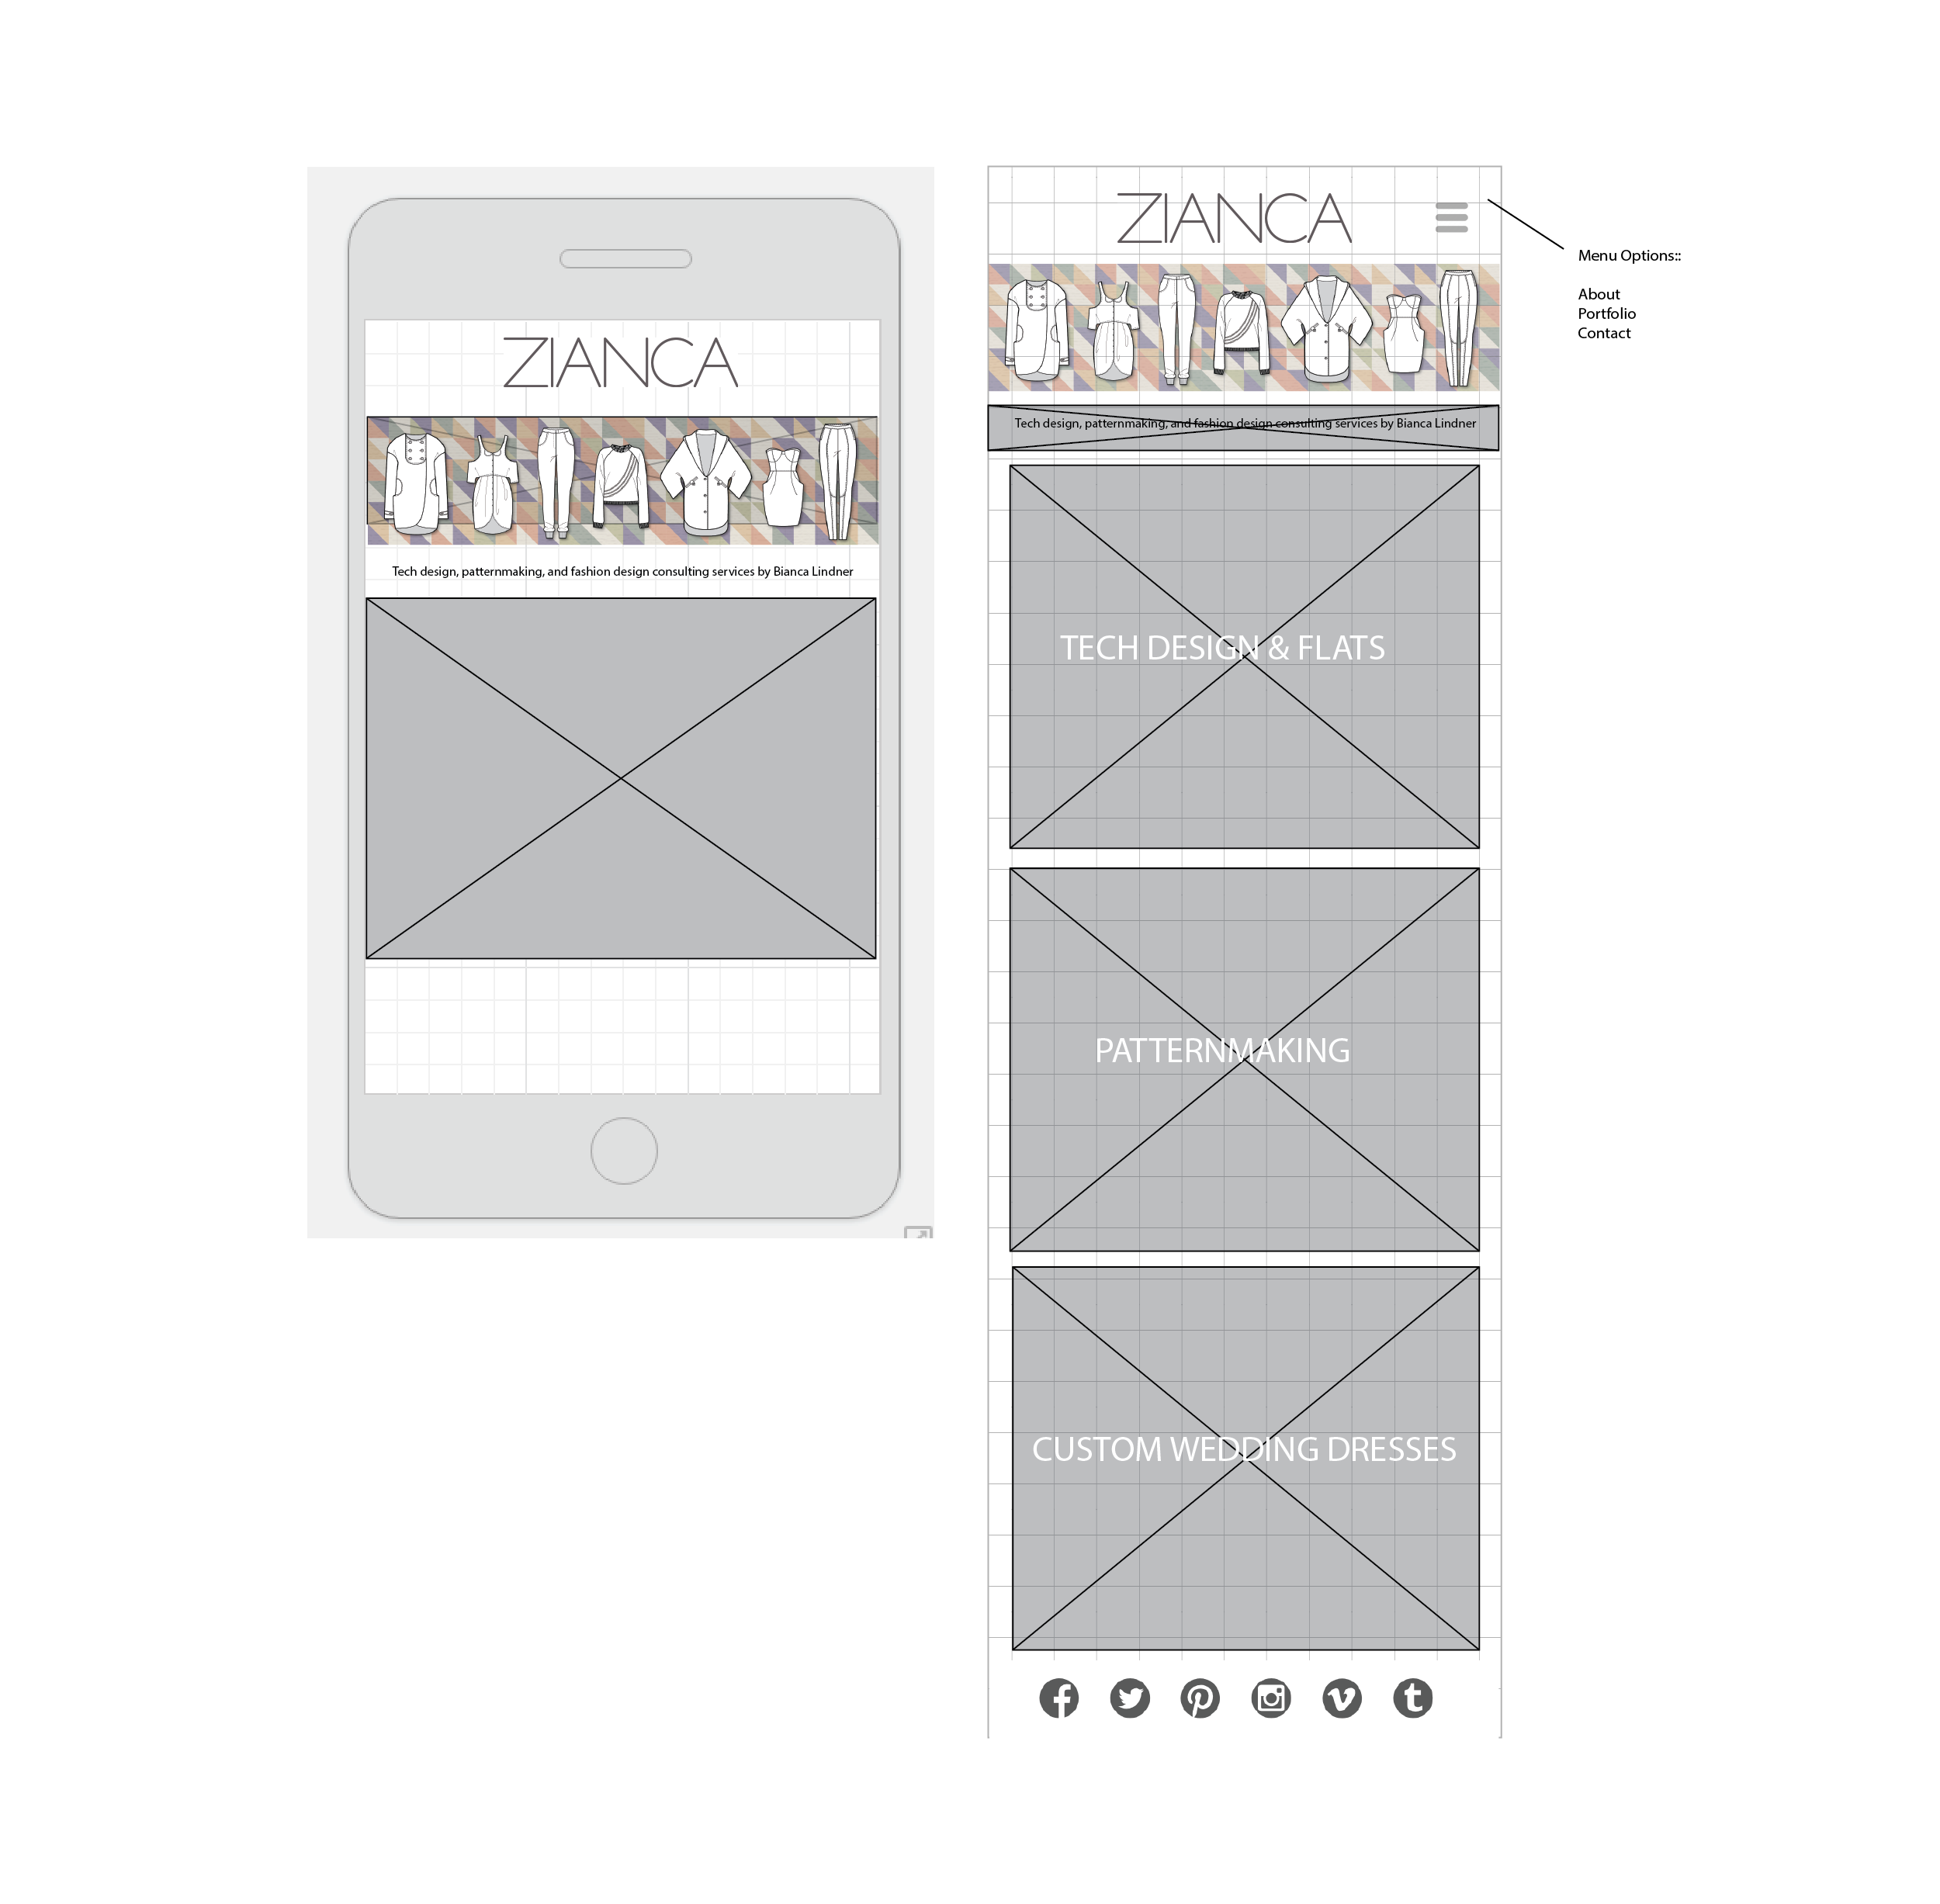 ZIANCA
Tech design, patternmaking, and fashion design consulting services by Bianca Lindner
ZIANCA
Menu Options::
About
Portfolio
Contact
Tech design, patternmaking, and fashion design consulting services by Bianca Lindner
TECH DESIGN & FLATS
PATTERNMAKING
CUSTOM WEDDING DRESSES